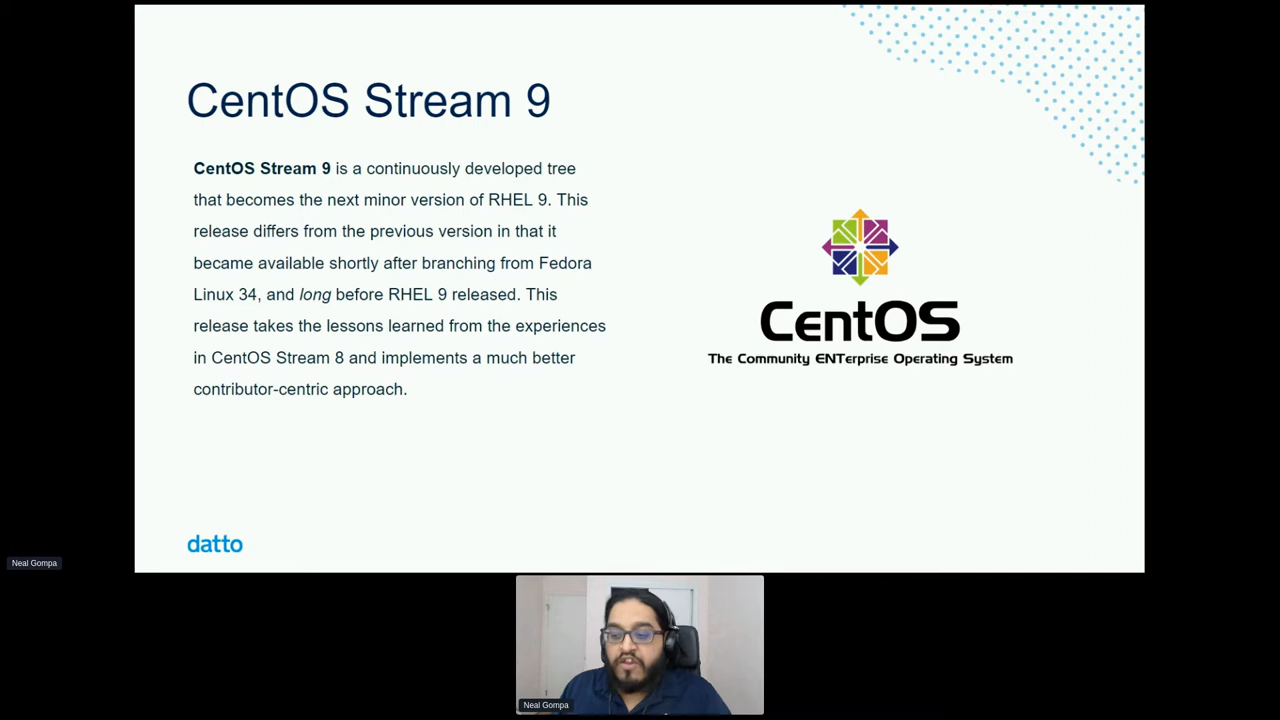 CentOS Stream 9
CentOS Stream 9 is a continuously developed tree
that becomes the next minor version of RHEL 9. This
release differs from the previous version in that it
became available shortly after branching from Fedora
Linux 34, and long before RHEL 9 released. This
release takes the lessons learned from the experiences
in CentOS Stream 8 and implements a much better
contributor-centric approach.
CentOS
The Community ENTerprise Operating System
datto
Neal Gompa
Neal Gompa